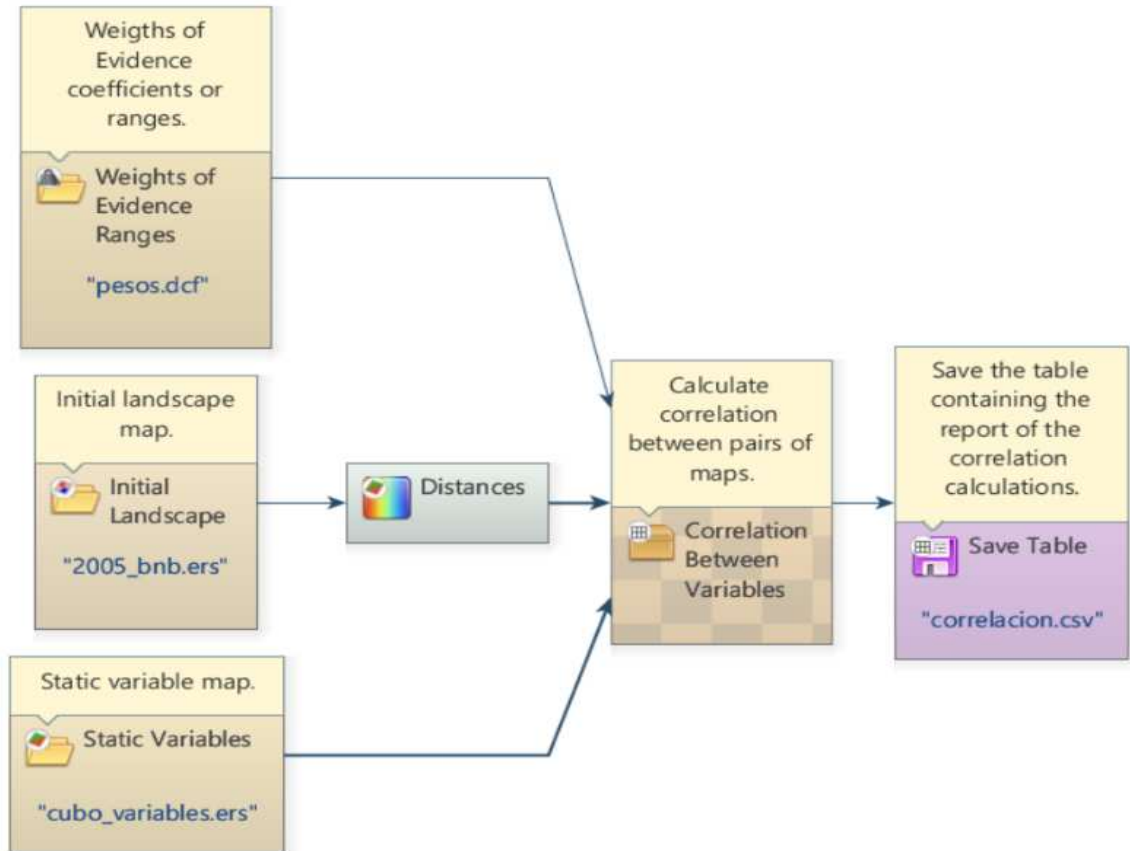 Weigths of
Evidence
coefficients or
ranges.
Weights of
Evidence
Ranges
"pesos.dcf"
Initial landscape
map.
Initial
Landscape
"2005_bnb.ers"
Distances
Static variable map.
Static Variables
"cubo_variables.ers"
Calculate
correlation
between pairs of
maps.
Correlation
Between
Variables
Save the table
containing the
report of the
correlation
calculations.
Save Table
"correlacion.csv"